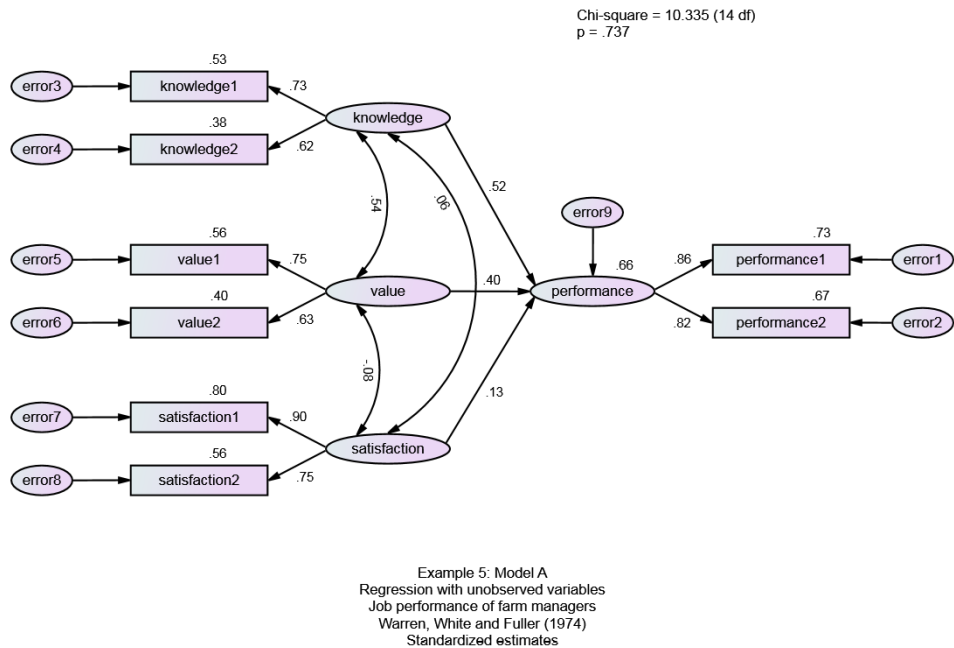 Chi-square = 10.335 (14 df)
p = .737
.53
error3
knowledge1
.73
knowledge
.38
error4
knowledge2
.62
.54
.06
.52
error9
.56
error5
value1
.75
value
.40
.40
error6
value2
.63
.66
performance
.86
.73
performance1
error1
.82
.67
performance2
error2
-.08
.13
.80
error7
satisfaction1
.90
satisfaction
.56
error8
satisfaction2
.75
Example 5: Model A
Regression with unobserved variables
Job performance of farm managers
Warren, White and Fuller (1974)
Standardized estimates